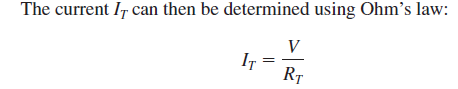 The current I_T can then be determined using Ohm's law:
I_T = V / R_T